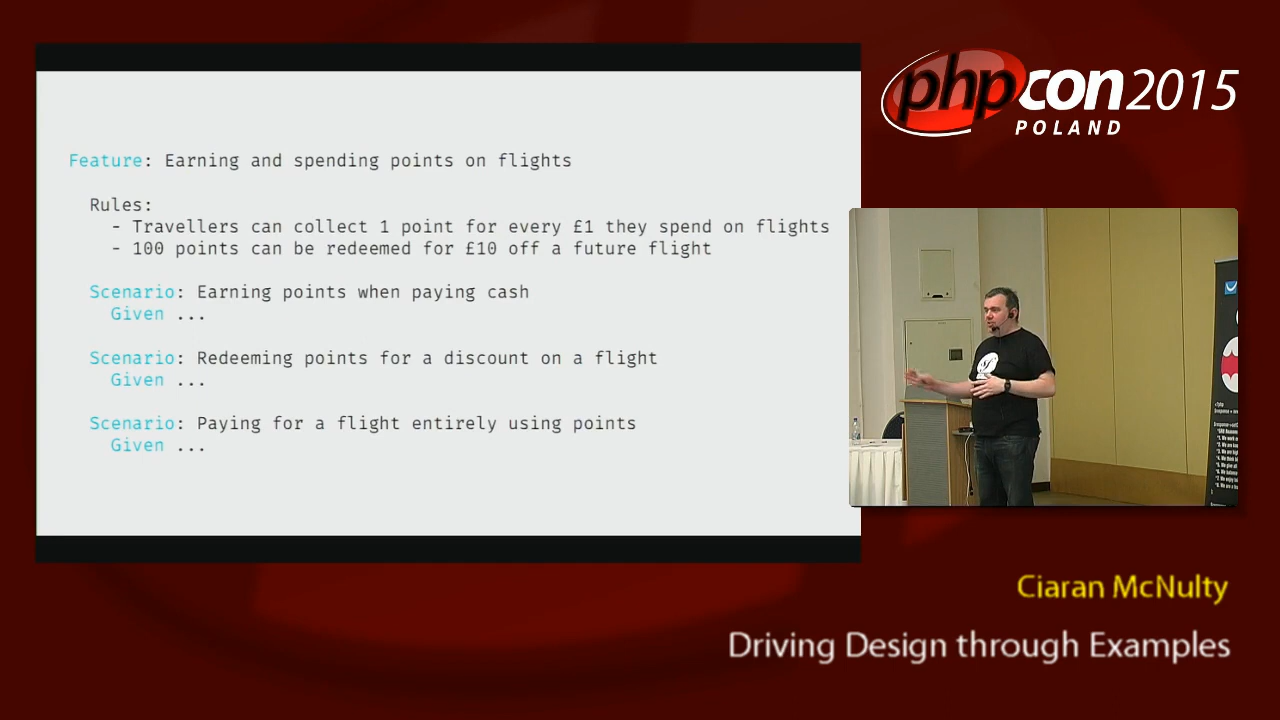 Feature: Earning and spending points on flights
Rules:
- Travellers can collect 1 point for every £1 they spend on flights
- 100 points can be redeemed for £10 off a future flight
Scenario: Earning points when paying cash
Given ...
Scenario: Redeeming points for a discount on a flight
Given ...
Scenario: Paying for a flight entirely using points
Given ...
phpcon2015
POLAND
Ciaran McNulty
Driving Design through Examples